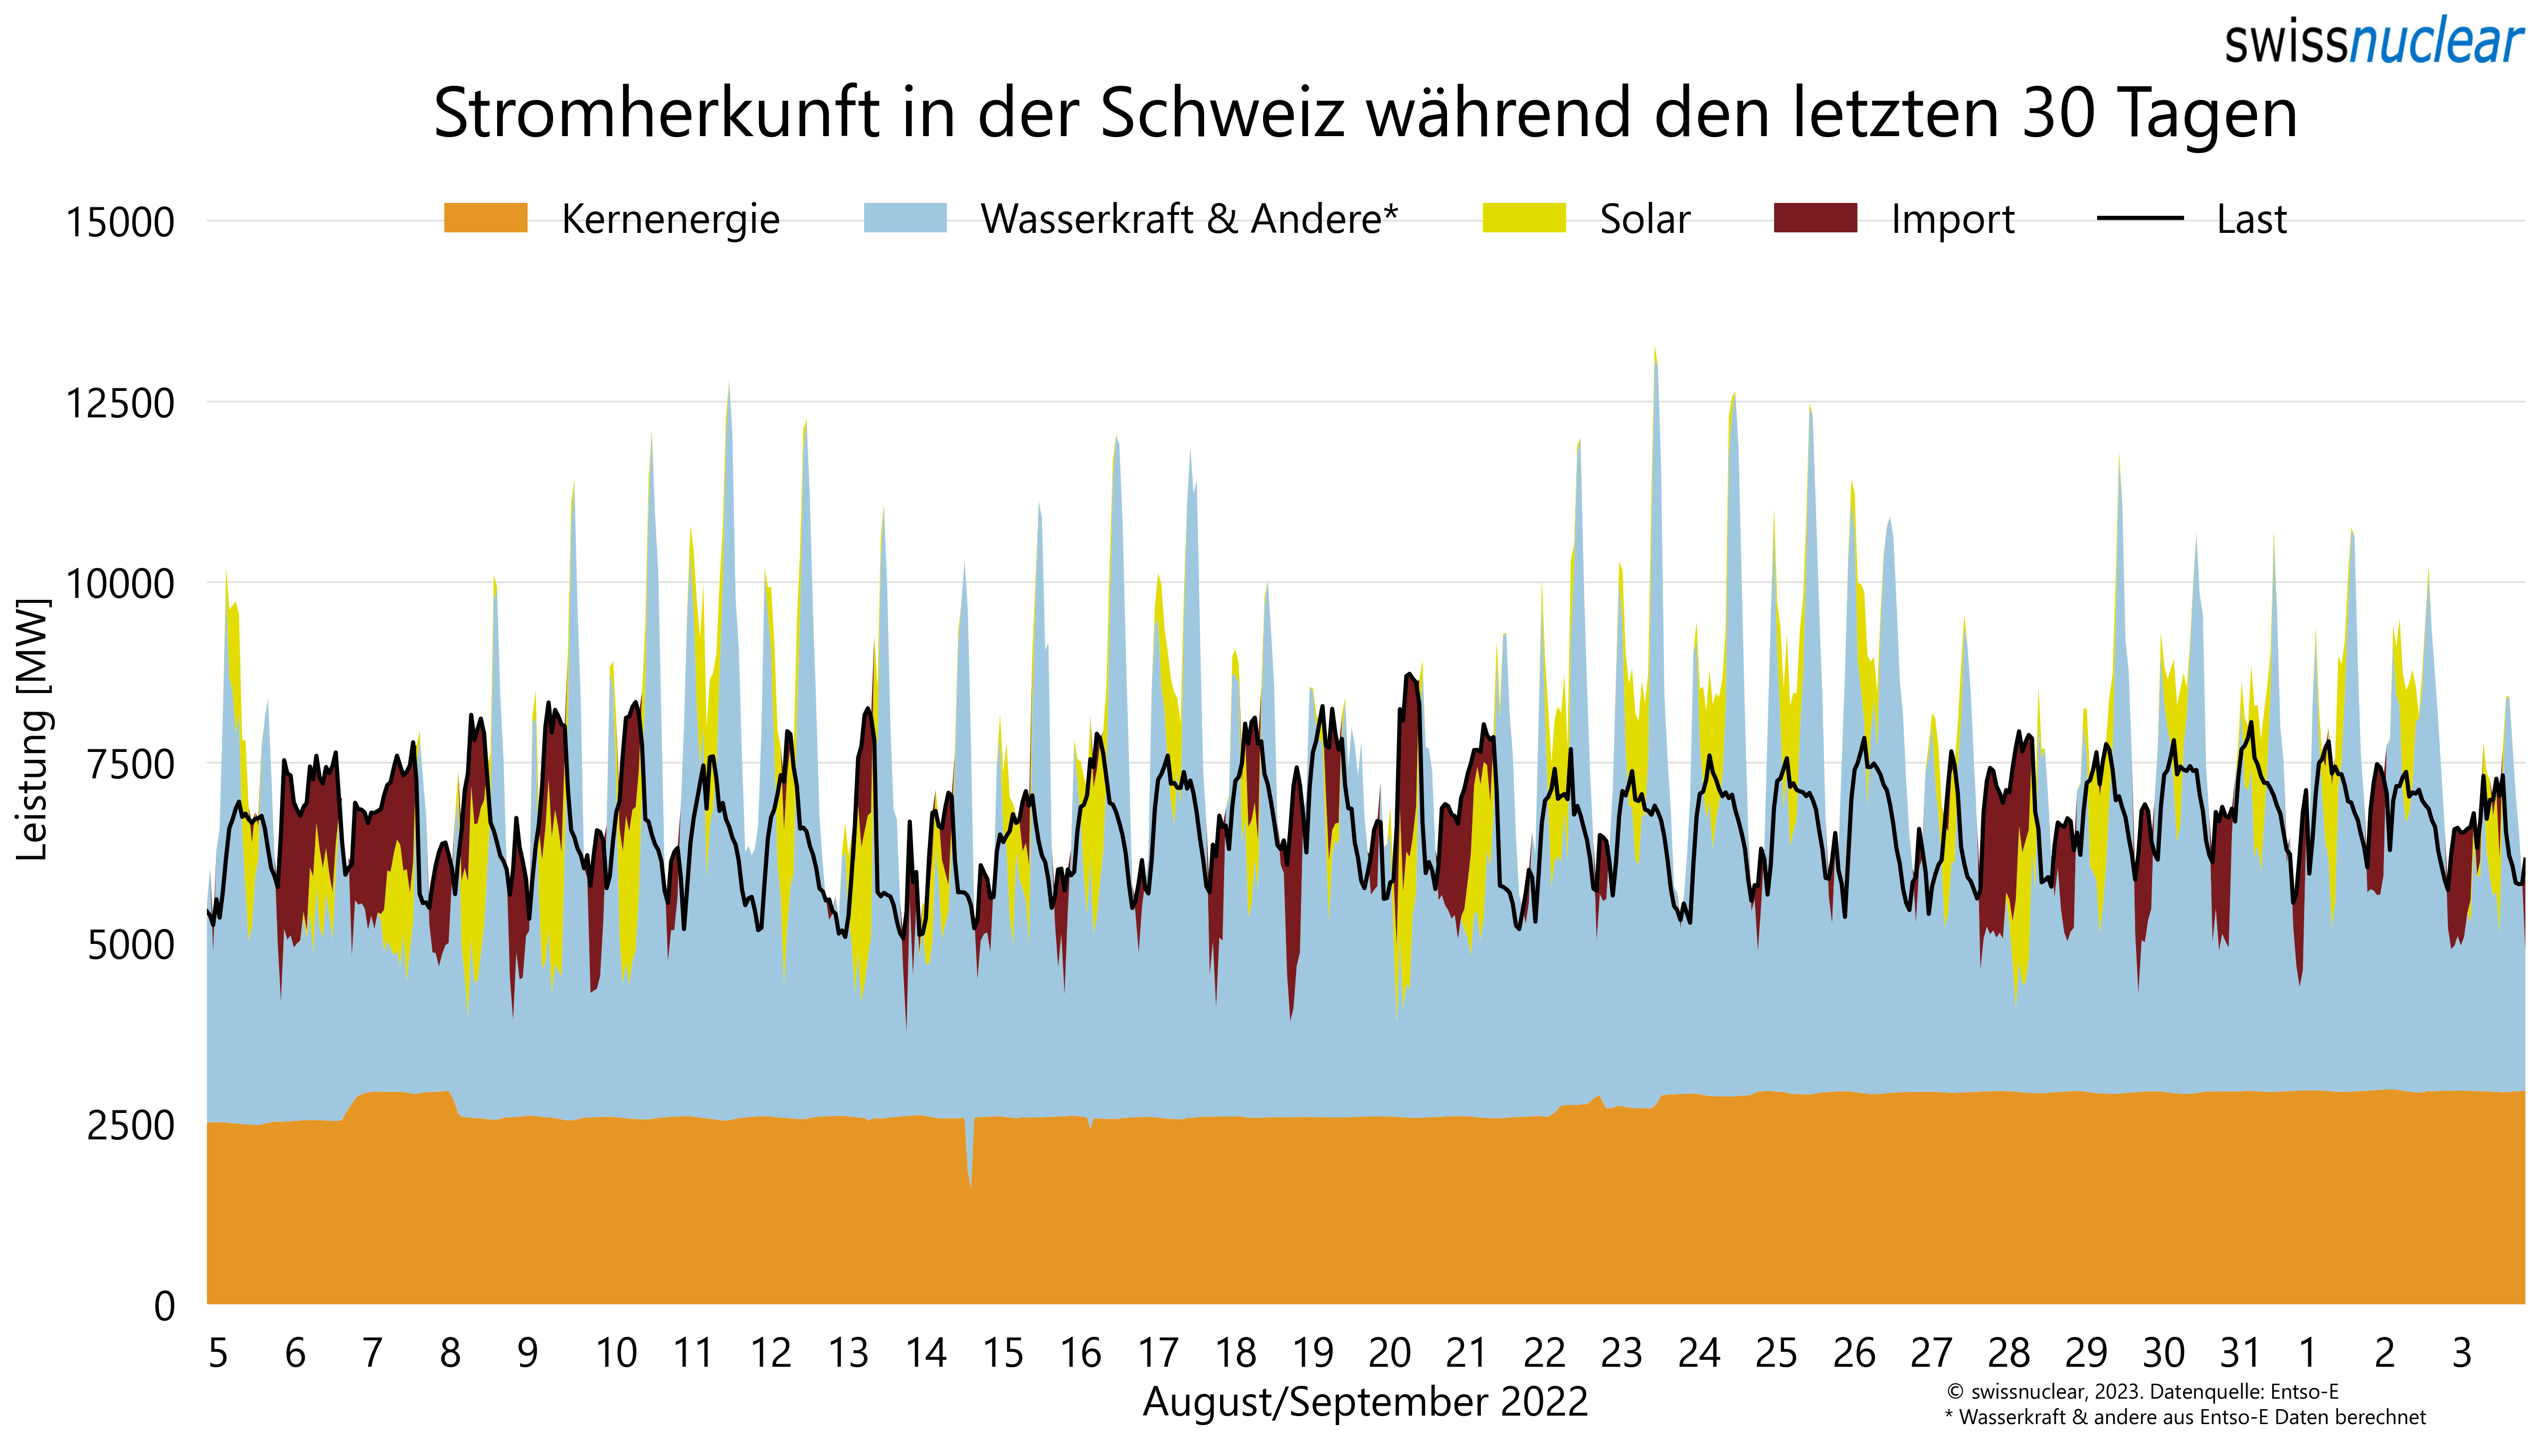 swissnuclear
Stromherkunft in der Schweiz während den letzten 30 Tagen
Kernenergie Wasserkraft & Andere* Solar Import Last
15000
12500
10000
7500
5000
2500
0
Leistung [MW]
5 6 7 8 9 10 11 12 13 14 15 16 17 18 19 20 21 22 23 24 25 26 27 28 29 30 31 1 2 3
August/September 2022
© swissnuclear, 2023. Datenquelle: Entso-E
* Wasserkraft & andere aus Entso-E Daten berechnet